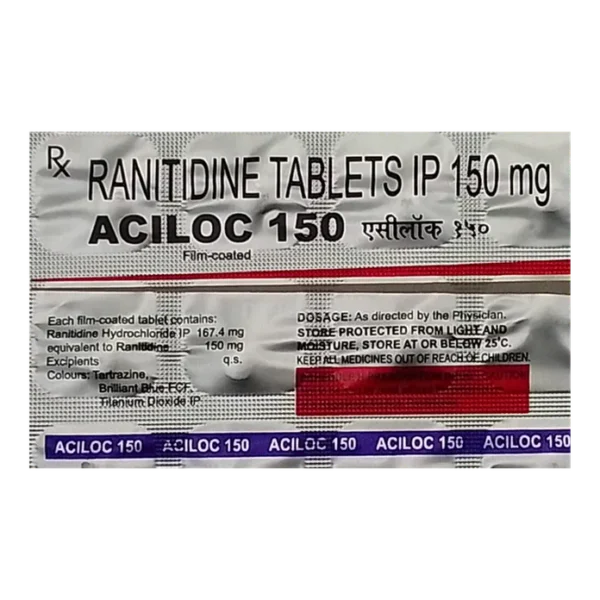 Rx RANITIDINE TABLETS IP 150 mg
ACILOC 150 एसीलॉक १५०
Film-coated
Each film-coated tablet contains:
Ranitidine Hydrochloride IP 167.4 mg
equivalent to Ranitidine 150 mg
Excipients q.s.
Colours: Tartrazine,
Brilliant Blue FCF,
Titanium Dioxide IP
DOSAGE: As directed by the Physician.
STORE PROTECTED FROM LIGHT AND
MOISTURE, STORE AT OR BELOW 25°C.
KEEP ALL MEDICINES OUT OF REACH OF CHILDREN.
ACILOC 150 ACILOC 150 ACILOC 150 ACILOC 150 ACILOC 150